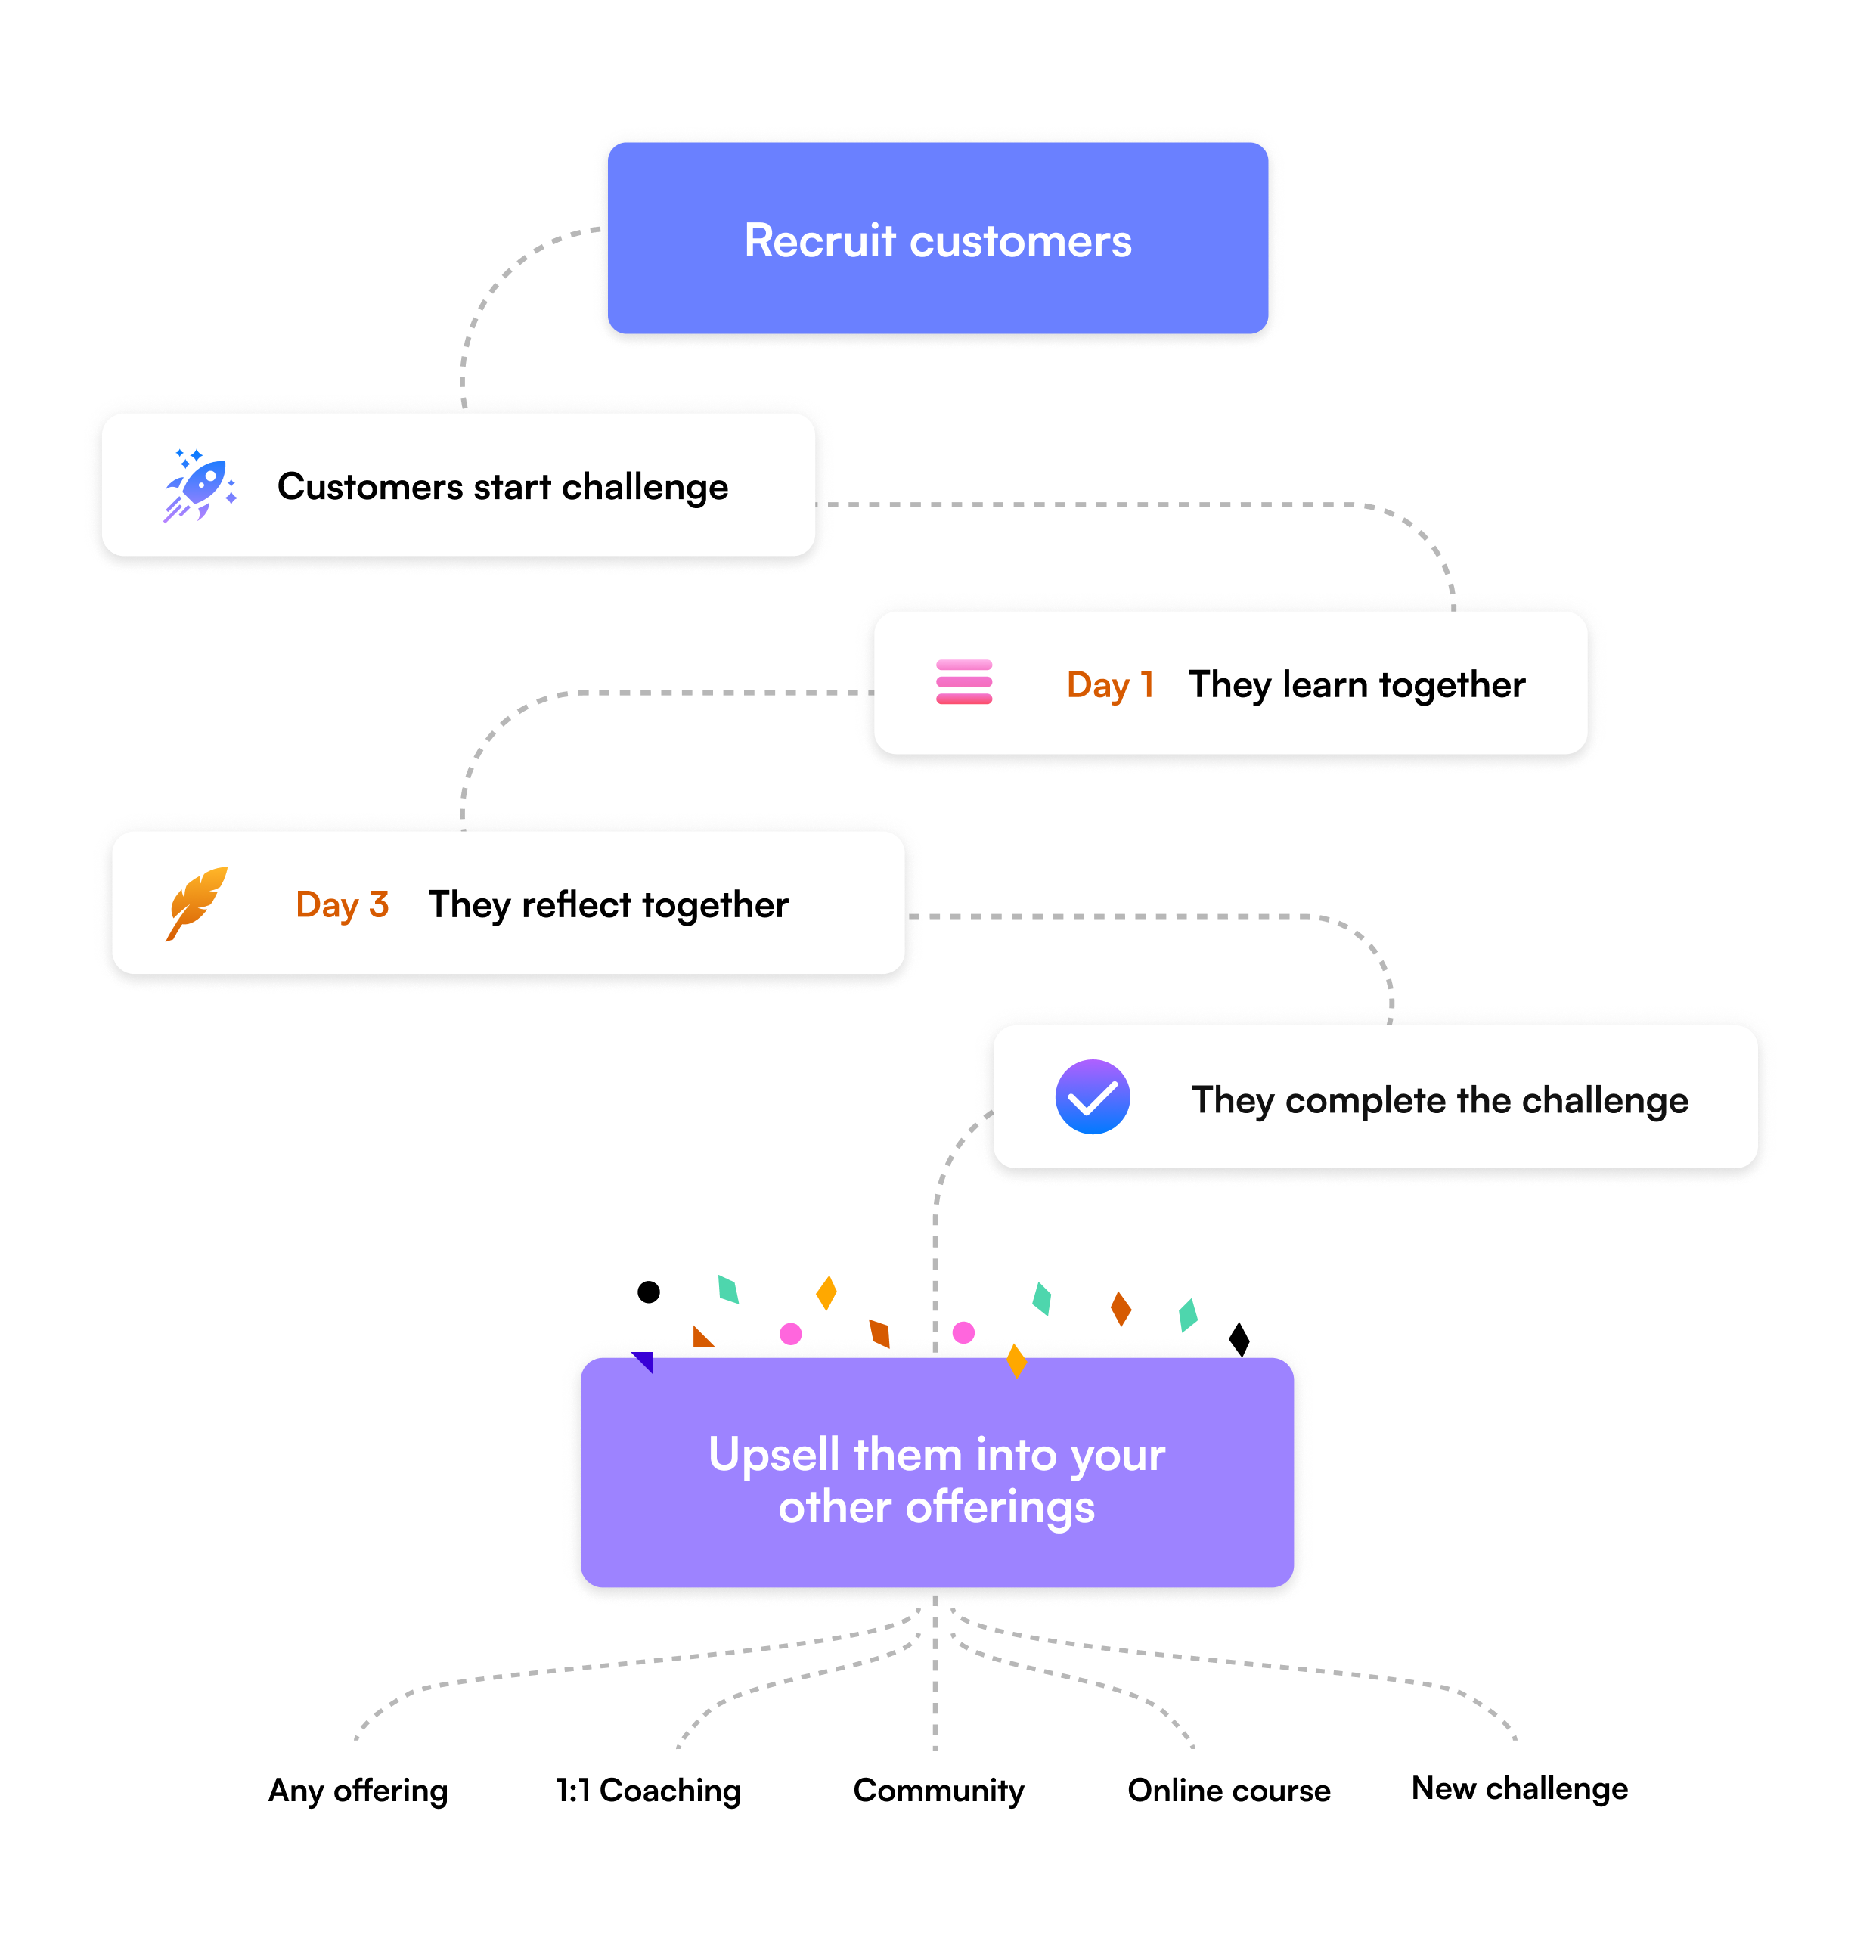 Recruit customers
Customers start challenge
Day 1 They learn together
Day 3 They reflect together
They complete the challenge
Upsell them into your
other offerings
Any offering
1:1 Coaching
Community
Online course
New challenge